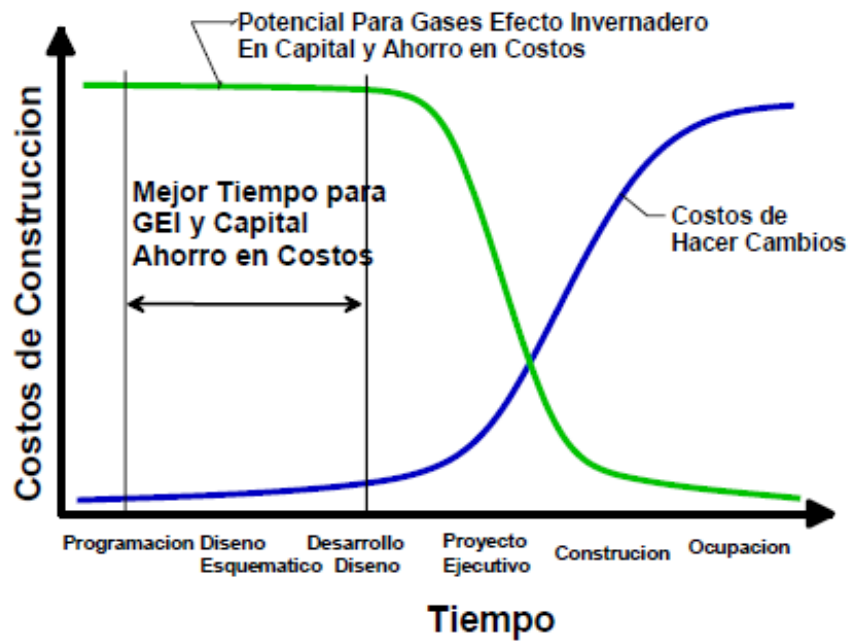 Potencial Para Gases Efecto Invernadero
En Capital y Ahorro en Costos
Costos de Construccion
Mejor Tiempo para
GEI y Capital
Ahorro en Costos
Costos de
Hacer Cambios
Programacion
Diseno
Esquematico
Desarrollo
Diseno
Proyecto
Ejecutivo
Construcion
Ocupacion
Tiempo